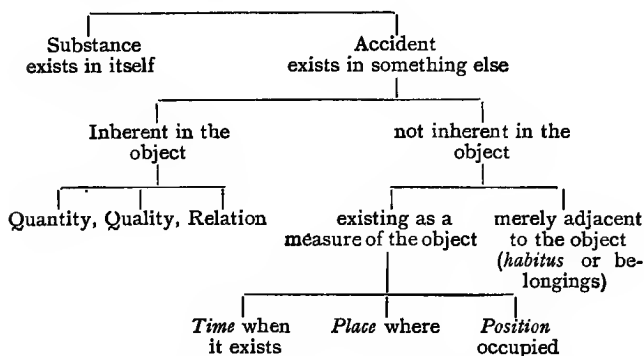 Substance
exists in itself
Accident
exists in something else
Inherent in the
object
not inherent in the
object
Quantity, Quality, Relation
existing as a
measure of the object
merely adjacent
to the object
(habitus or be-
longings)
Time when
it exists
Place where
Position
occupied